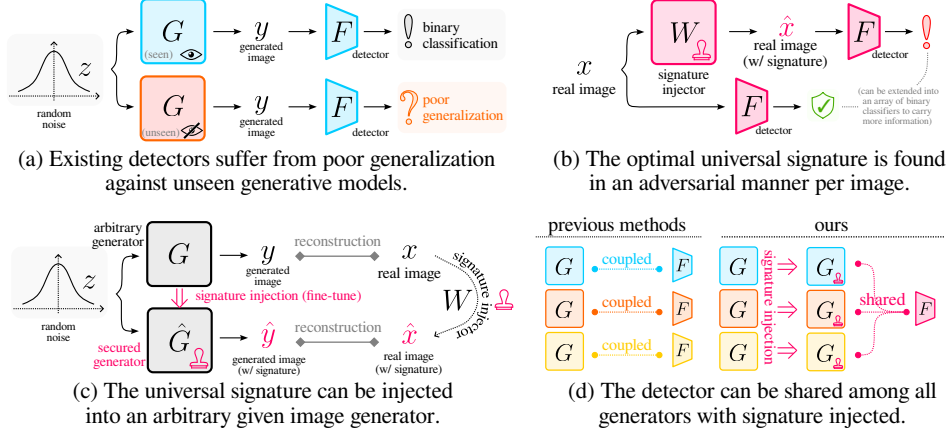 z
random
noise
G
(seen)
y
generated
image
F
detector
!
binary
classification
G
(unseen)
y
generated
image
F
detector
?
poor
generalization
(a) Existing detectors suffer from poor generalization
against unseen generative models.
x
real image
W
signature
injector
x̂
real image
(w/ signature)
F
detector
!
F
detector
(can be extended into
an array of binary
classifiers to carry
more information)
(b) The optimal universal signature is found
in an adversarial manner per image.
z
random
noise
arbitrary
generator
G
y
generated image
reconstruction
x
real image
signature injection (fine-tune)
W
signature injector
secured
generator
Ĝ
ŷ
generated image
(w/ signature)
reconstruction
x̂
real image
(w/ signature)
(c) The universal signature can be injected
into an arbitrary given image generator.
previous methods
G
coupled
F
G
coupled
F
G
coupled
F
ours
G
G
G
signature injection
G
G
G
shared
F
(d) The detector can be shared among all
generators with signature injected.